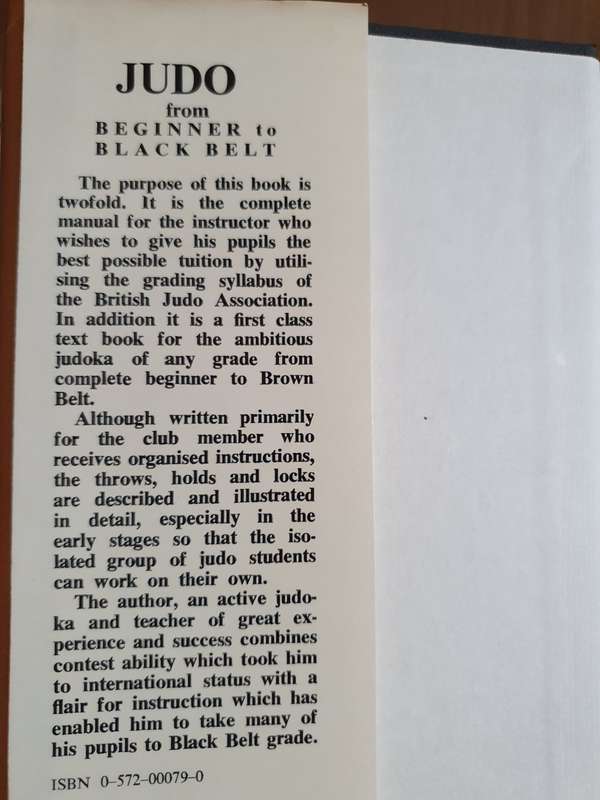 JUDO
from
BEGINNER to
BLACK BELT
The purpose of this book is
twofold. It is the complete
manual for the instructor who
wishes to give his pupils the
best possible tuition by utili-
sing the grading syllabus of
the British Judo Association.
In addition it is a first class
text book for the ambitious
judoka of any grade from
complete beginner to Brown
Belt.
Although written primarily
for the club member who
receives organised instructions,
the throws, holds and locks
are described and illustrated
in detail, especially in the
early stages so that the iso-
lated group of judo students
can work on their own.
The author, an active judo-
ka and teacher of great ex-
perience and success combines
contest ability which took him
to international status with a
flair for instruction which has
enabled him to take many of
his pupils to Black Belt grade.
ISBN 0-572-00079-0